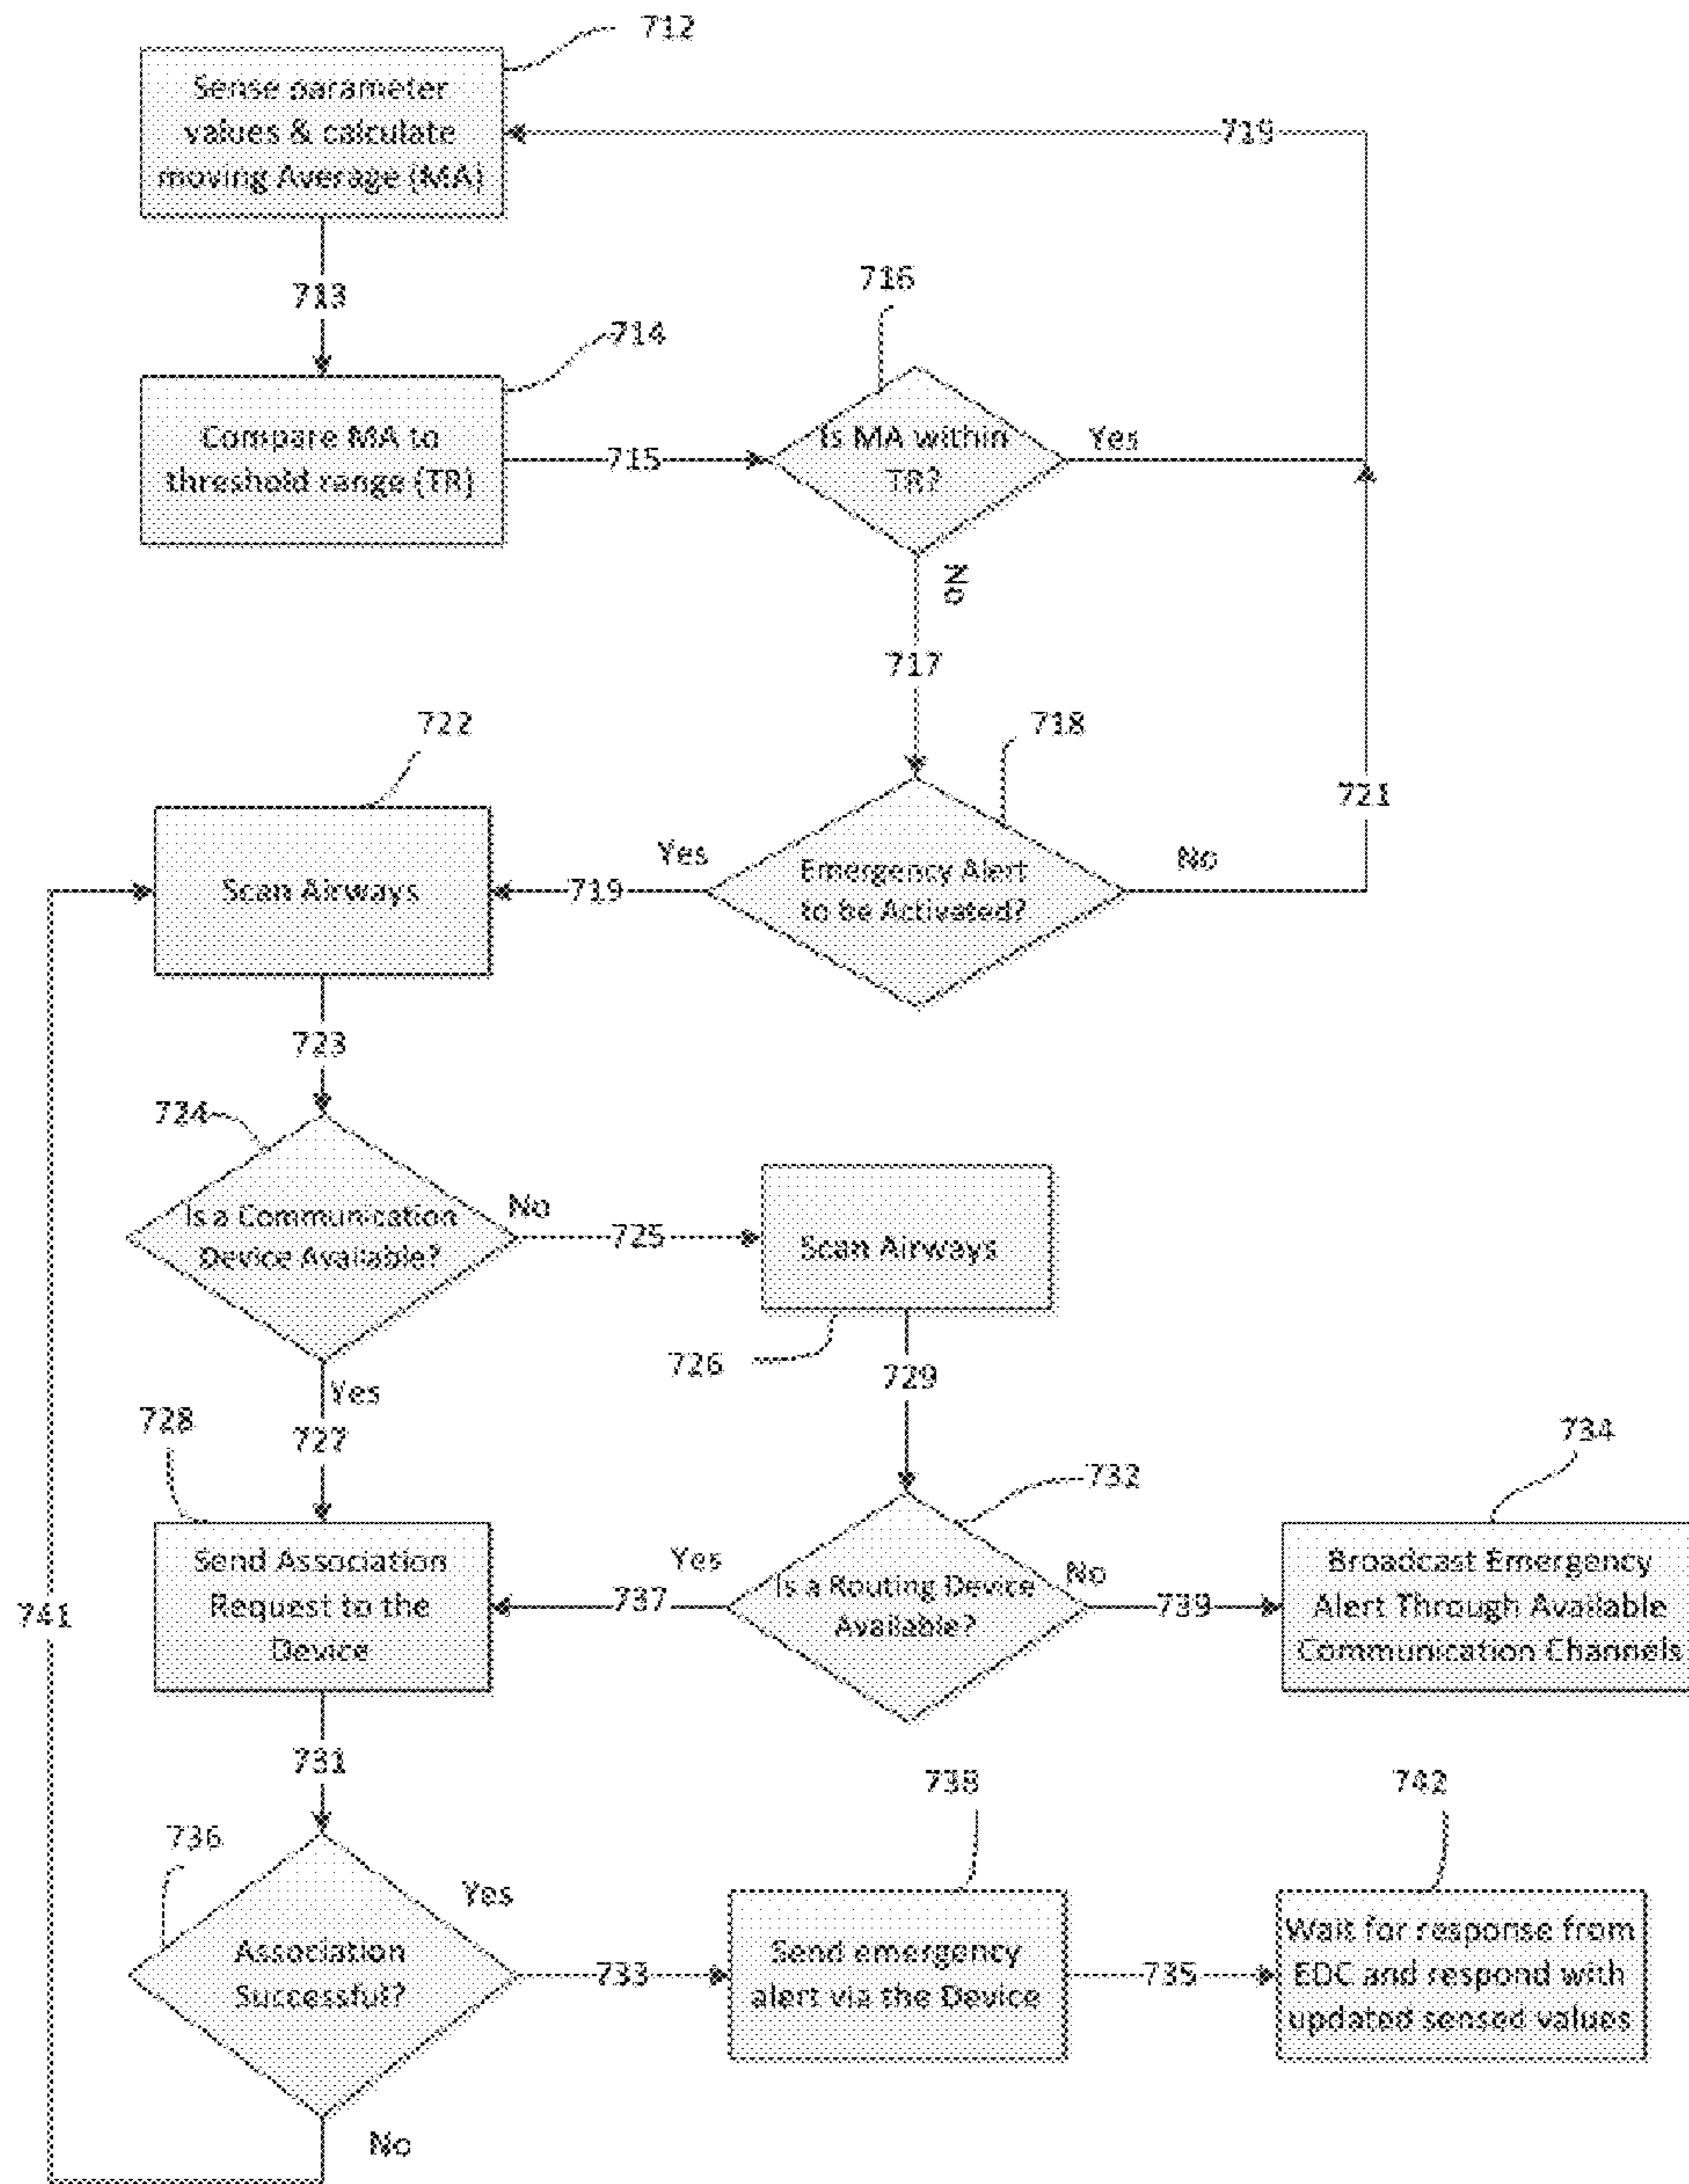 712
Sense parameter
values & calculate
moving Average (MA)
719
713
714
716
Compare MA to
threshold range (TR)
715
Is MA within
TR?
Yes
No
717
722
718
721
Scan Airways
719
Yes
Emergency Alert
to be Activated?
No
723
724
Is a Communication
Device Available?
No
725
Scan Airways
726
729
Yes
727
728
732
734
Send Association
Request to the
Device
Yes
737
Is a Routing Device
Available?
No
739
Broadcast Emergency
Alert Through Available
Communication Channels
741
731
738
742
736
Association
Successful?
Yes
733
Send emergency
alert via the Device
735
Wait for response from
EDC and respond with
updated sensed values
No